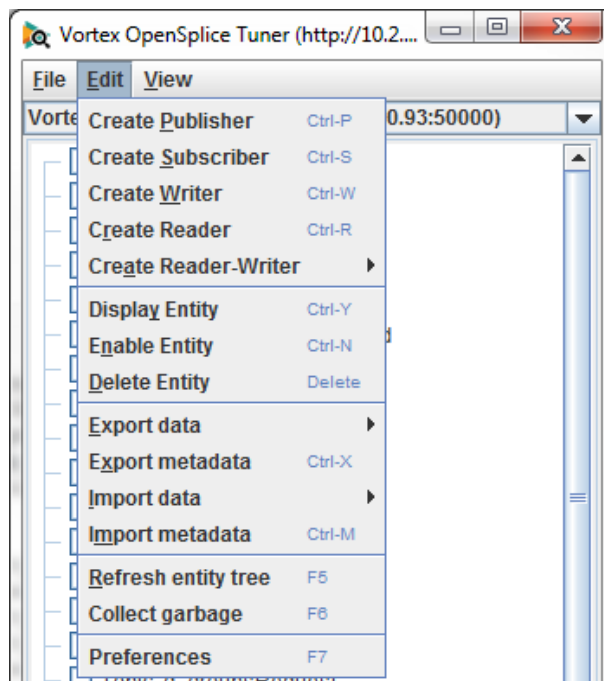 Vortex OpenSplice Tuner (http://10.2....
File Edit View
Vorte 0.93:50000)
Create Publisher Ctrl-P
Create Subscriber Ctrl-S
Create Writer Ctrl-W
Create Reader Ctrl-R
Create Reader-Writer
Display Entity Ctrl-Y
Enable Entity Ctrl-N
Delete Entity Delete
Export data
Export metadata Ctrl-X
Import data
Import metadata Ctrl-M
Refresh entity tree F5
Collect garbage F6
Preferences F7